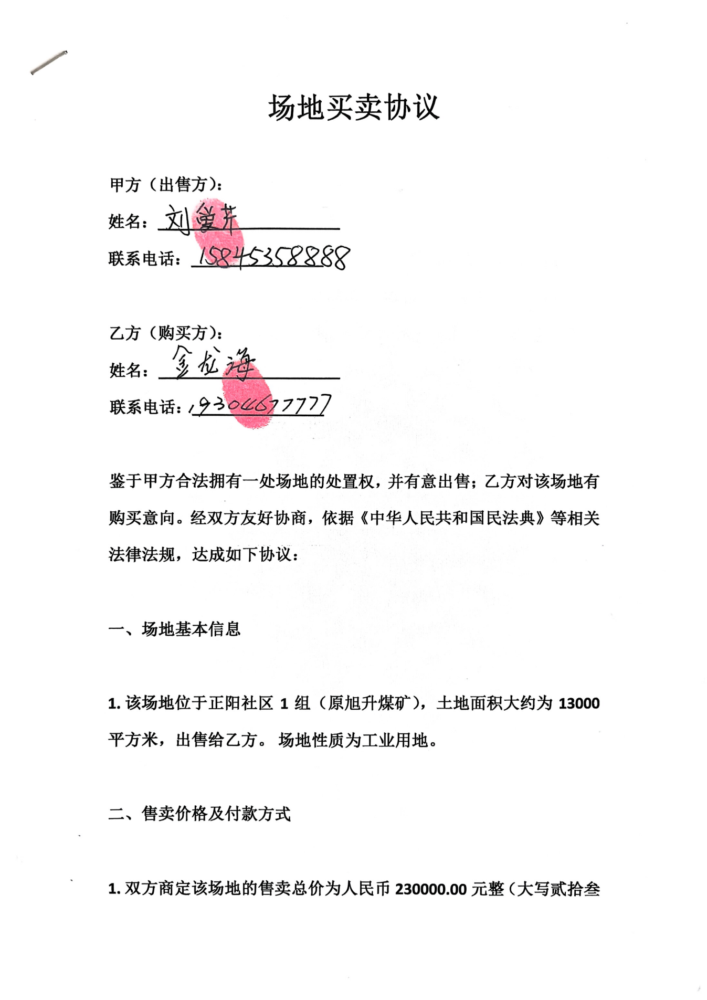 场地买卖协议
甲方（出售方）：
姓名：刘爱芹
联系电话：15845358888
乙方（购买方）：
姓名：金龙海
联系电话：19304677777
鉴于甲方合法拥有一处场地的处置权，并有意出售；乙方对该场地有
购买意向。经双方友好协商，依据《中华人民共和国民法典》等相关
法律法规，达成如下协议：
一、场地基本信息
1. 该场地位于正阳社区 1 组（原旭升煤矿），土地面积大约为 13000
平方米，出售给乙方。 场地性质为工业用地。
二、售卖价格及付款方式
1. 双方商定该场地的售卖总价为人民币 230000.00 元整（大写贰拾叁